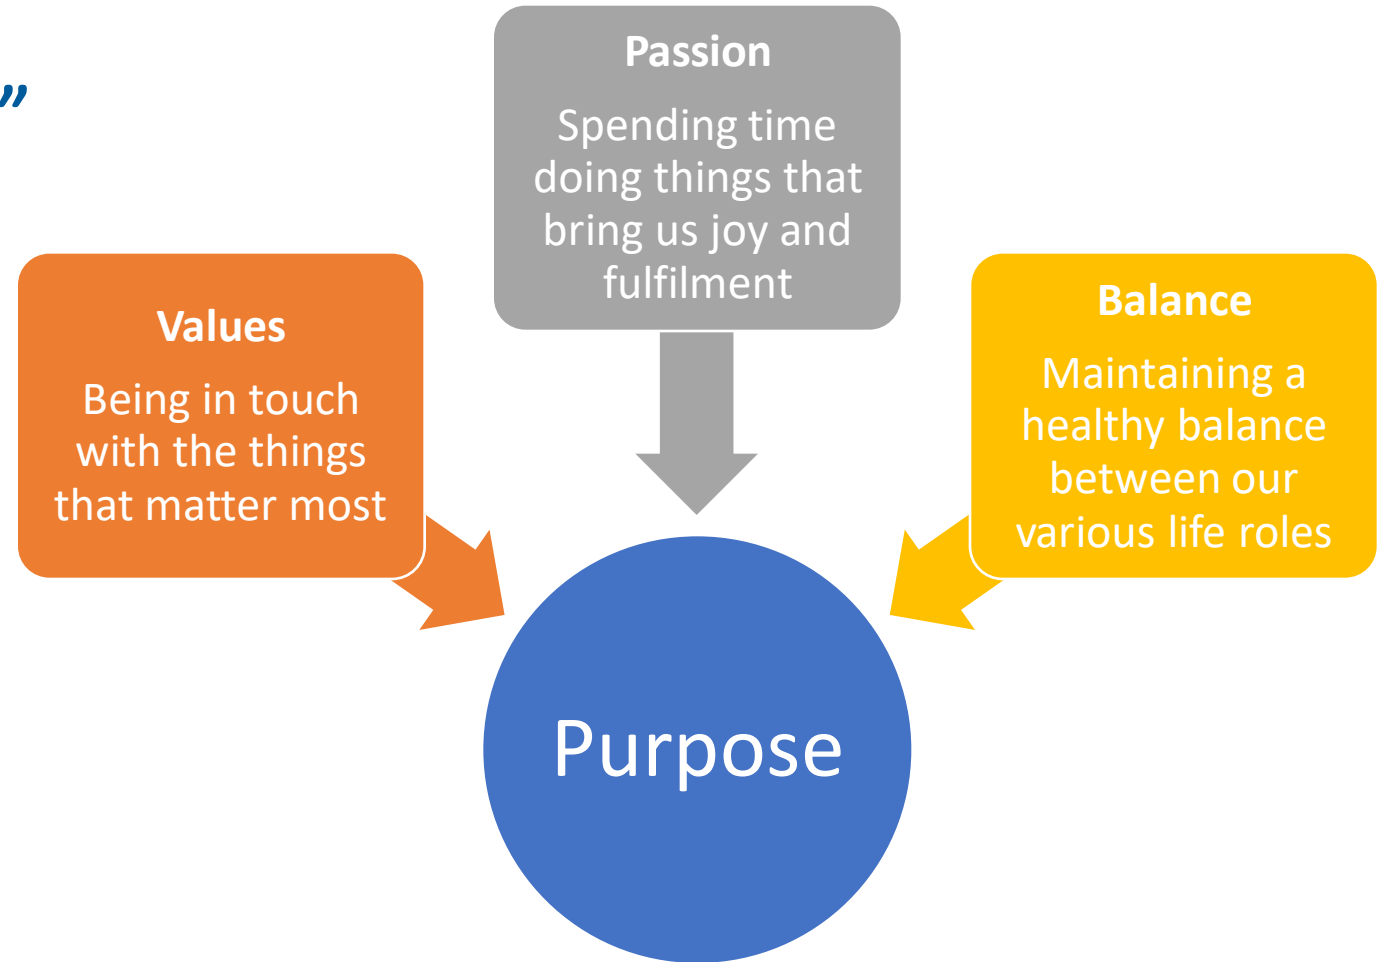 ”
Passion
Spending time
doing things that
bring us joy and
fulfilment
Values
Being in touch
with the things
that matter most
Balance
Maintaining a
healthy balance
between our
various life roles
Purpose